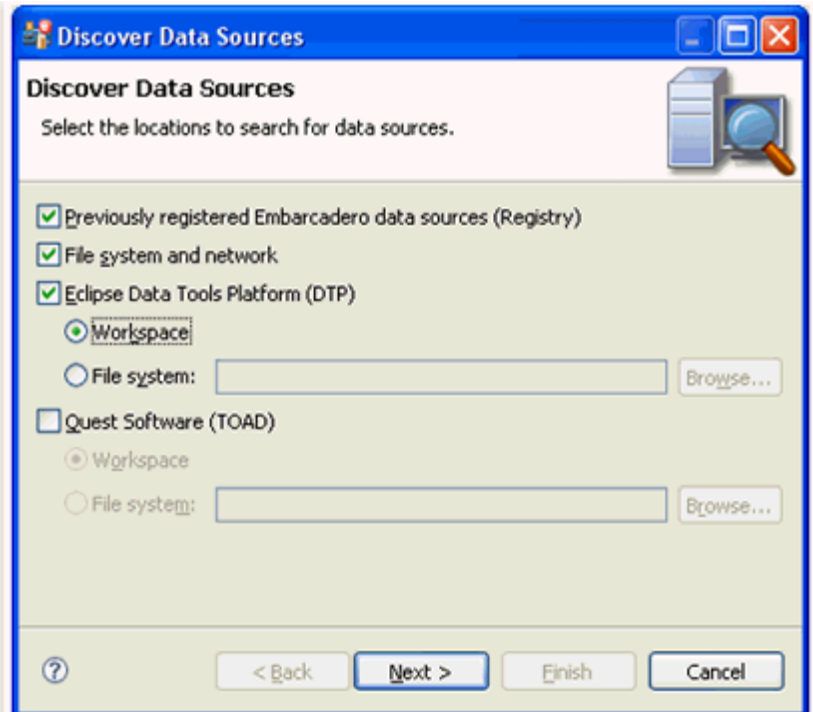 Discover Data Sources
Discover Data Sources
Select the locations to search for data sources.
Previously registered Embarcadero data sources (Registry)
File system and network
Eclipse Data Tools Platform (DTP)
Workspace
File system:
Browse...
Quest Software (TOAD)
Workspace
File system:
Browse...
? < Back Next > Finish Cancel